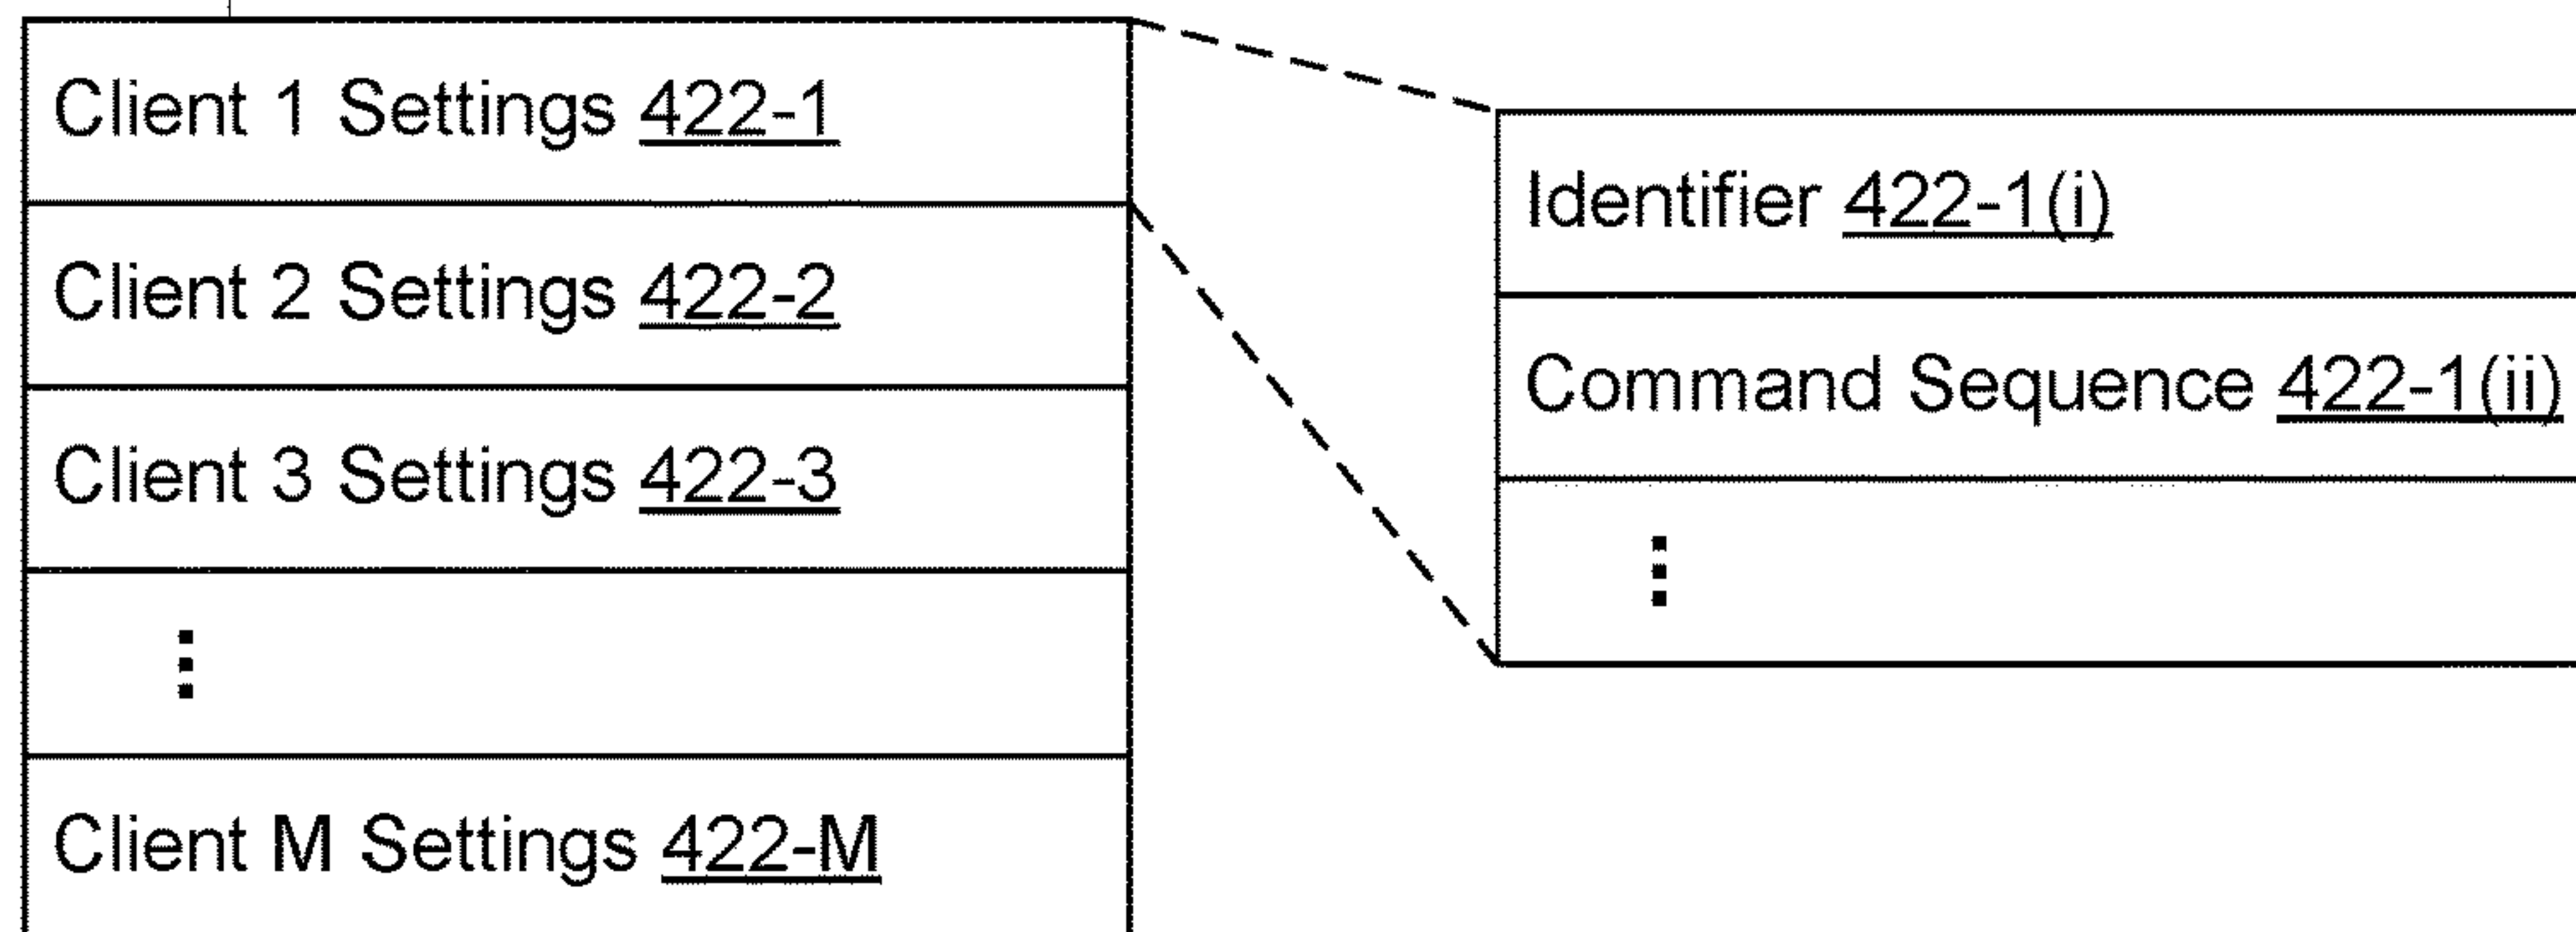 Client 1 Settings 422-1
Client 2 Settings 422-2
Client 3 Settings 422-3
⋮
Client M Settings 422-M
Identifier 422-1(i)
Command Sequence 422-1(ii)
⋮